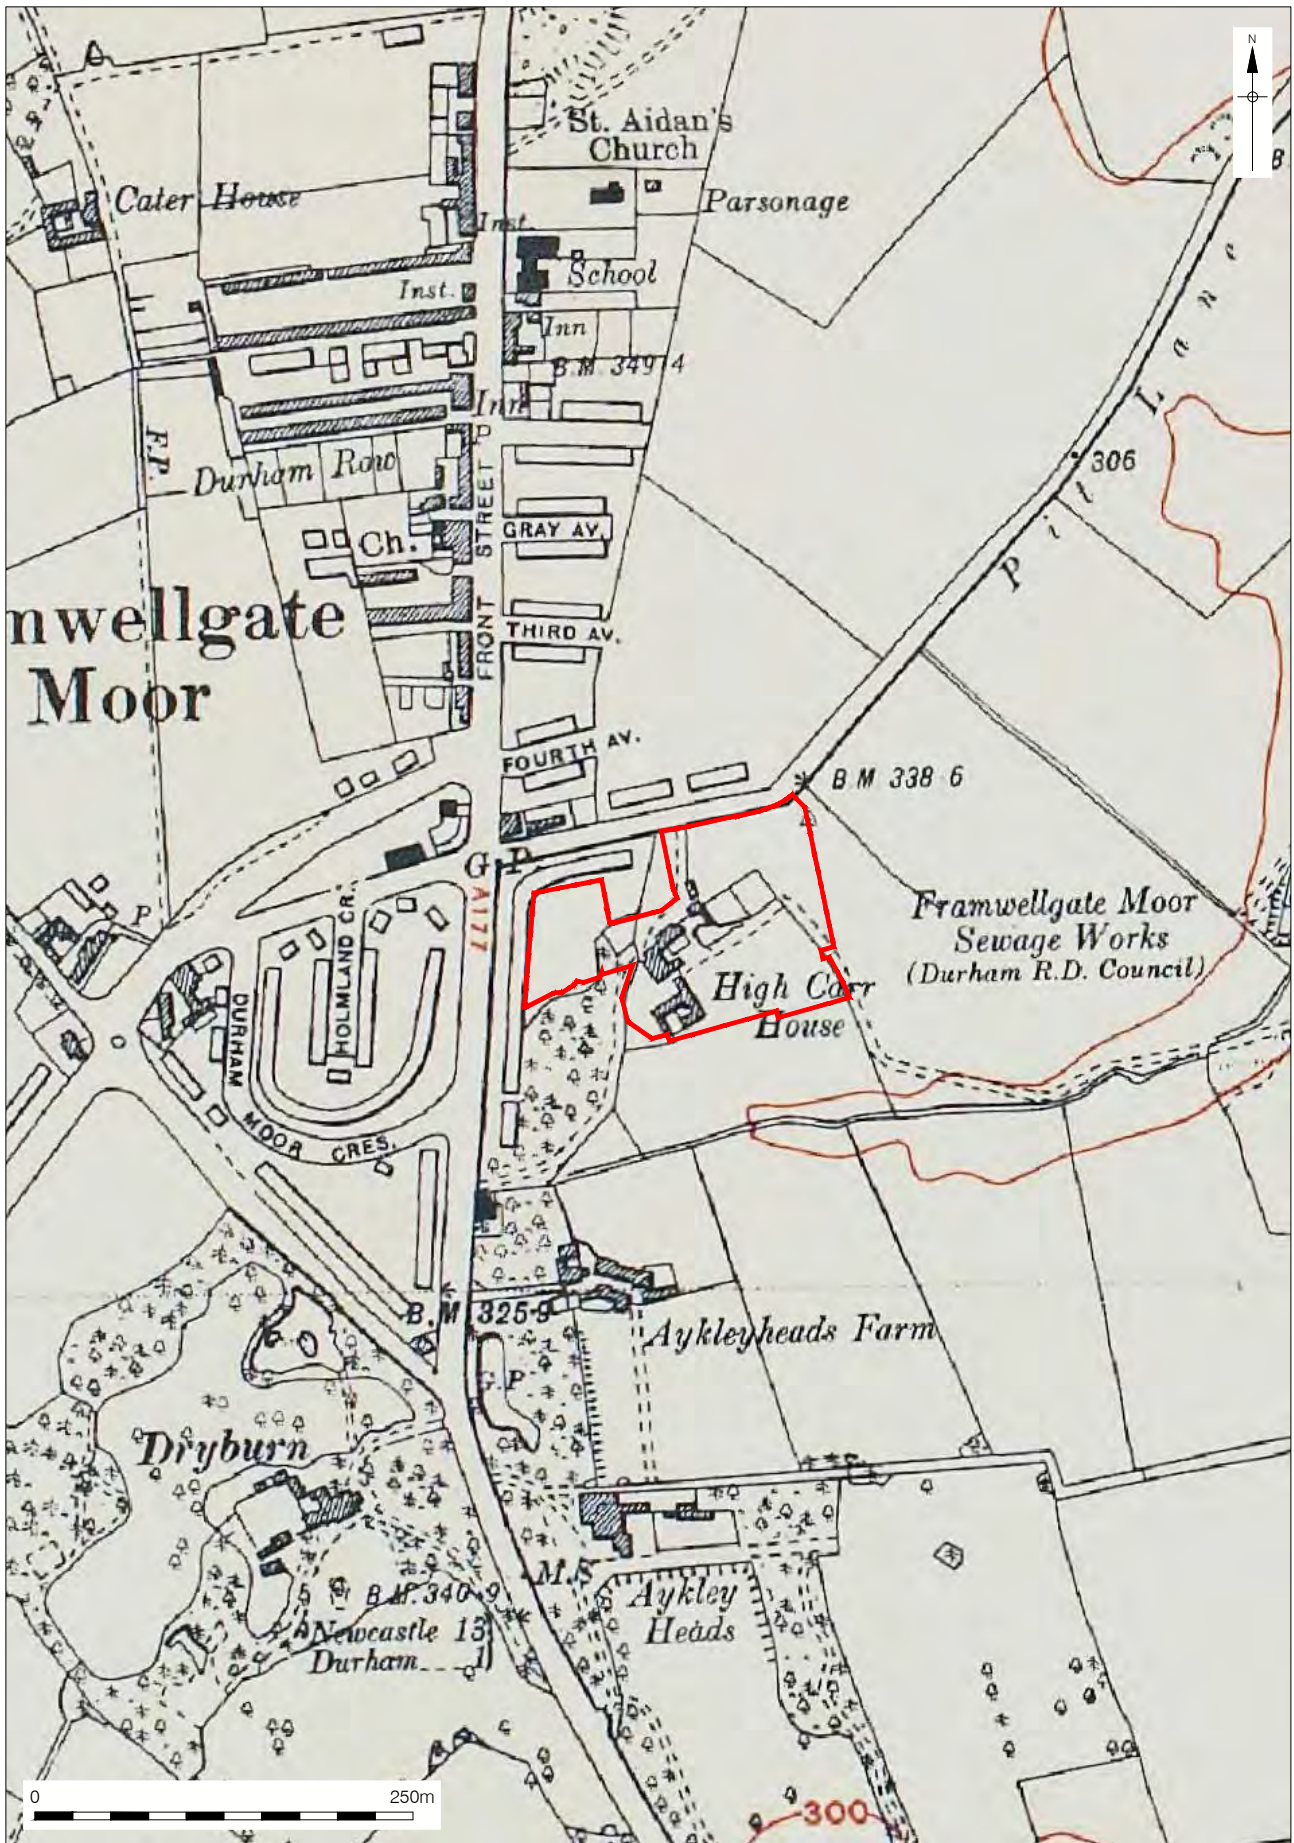 N
St. Aidan's
Church
B
Cater House
Parsonage
Inst.
School
Inst.
Inn
B.M. 349·4
Inn
P
Lane
F.P.
Durham Row
306
STREET
GRAY AV.
Ch.
Pit
nwellgate
Moor
FRONT
THIRD AV.
FOURTH AV.
B M 338·6
G P
A177
P
HOLMLAND CR.
Framwellgate Moor
Sewage Works
(Durham R.D. Council)
High Carr
House
DURHAM
MOOR CRES.
B.M 325·9
Aykleyheads Farm
G.P
Dryburn
M.S
B.M. 340·9
Aykley
Heads
Newcastle 13
Durham 1
0
250m
300